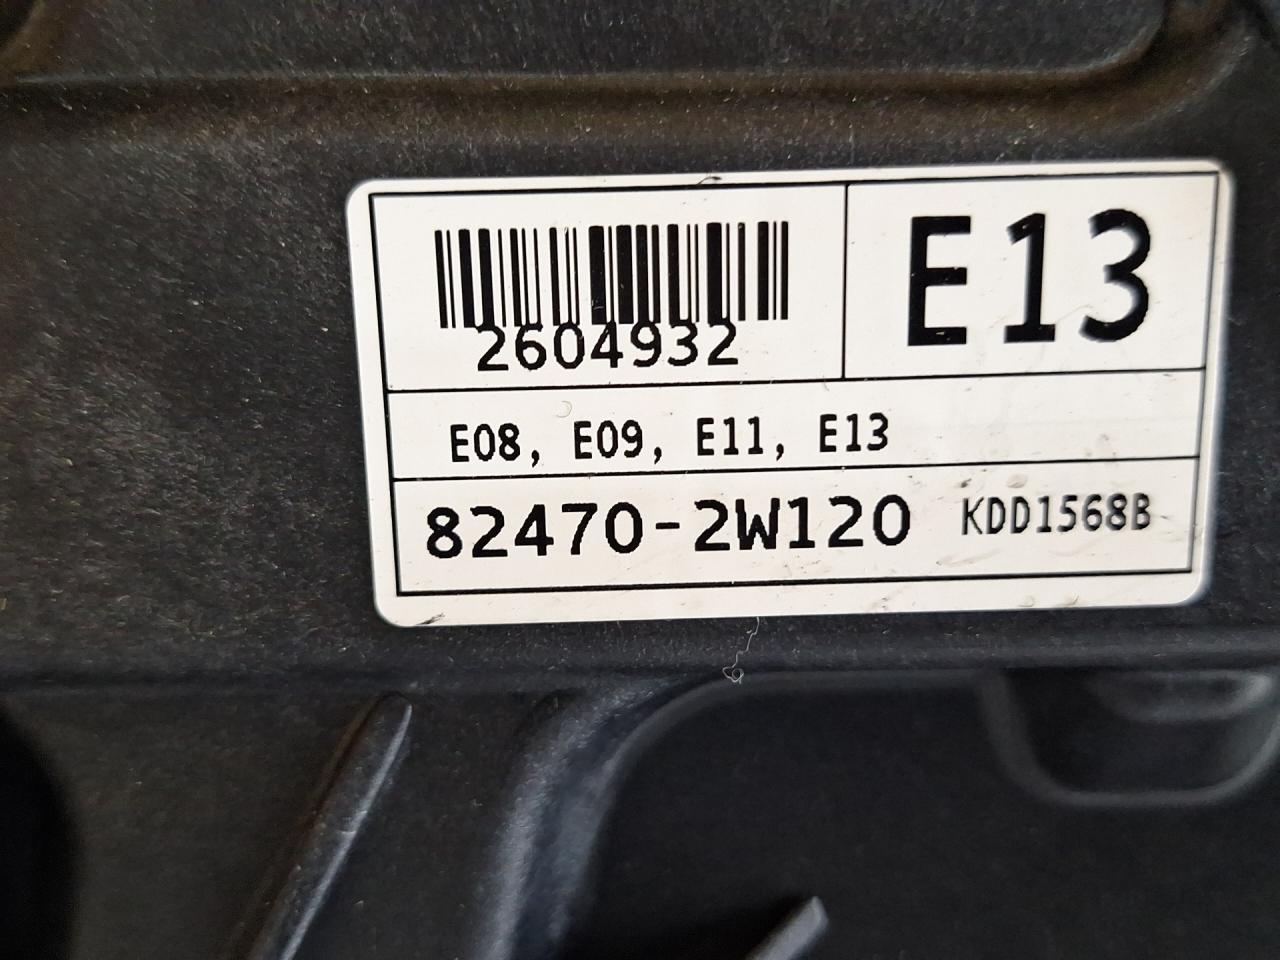 2604932
E13
E08, E09, E11, E13
82470-2W120 KDD1568B